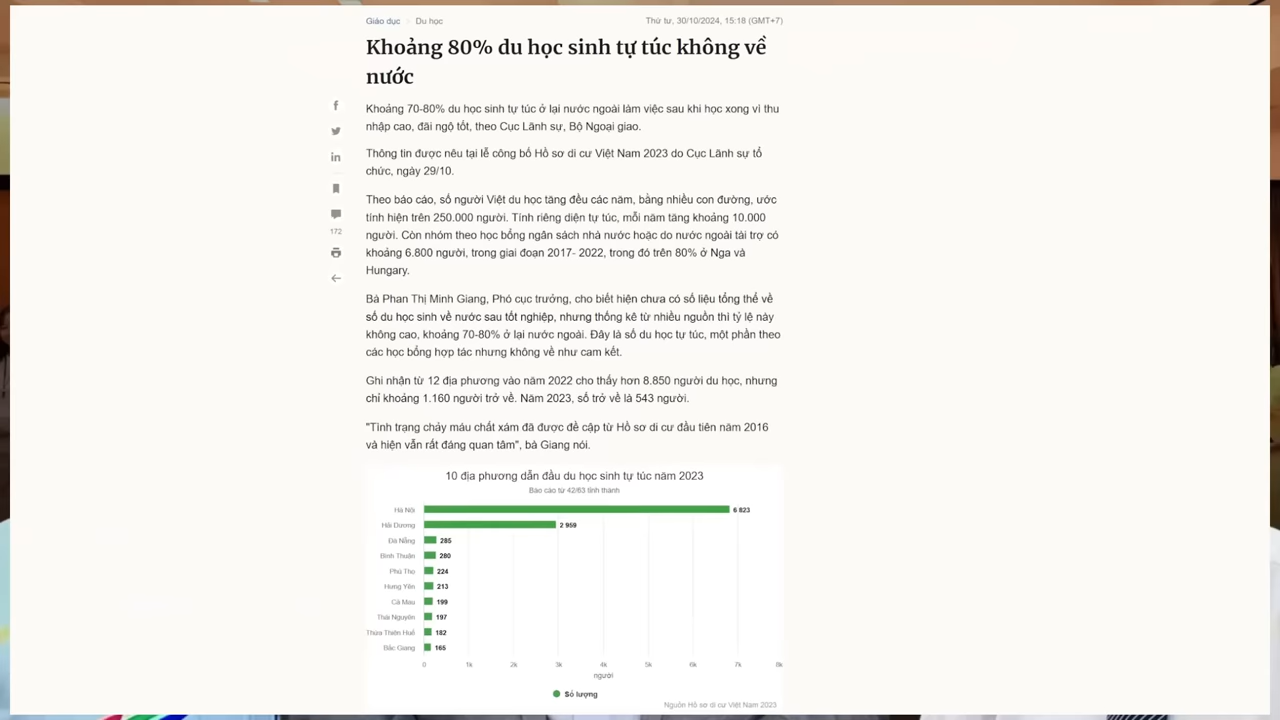 Giáo dục > Du học
Thứ tư, 30/10/2024, 15:18 (GMT+7)
Khoảng 80% du học sinh tự túc không về
nước
Khoảng 70-80% du học sinh tự túc ở lại nước ngoài làm việc sau khi học xong vì thu
nhập cao, đãi ngộ tốt, theo Cục Lãnh sự, Bộ Ngoại giao.
Thông tin được nêu tại lễ công bố Hồ sơ di cư Việt Nam 2023 do Cục Lãnh sự tổ
chức, ngày 29/10.
Theo báo cáo, số người Việt du học tăng đều các năm, bằng nhiều con đường, ước
tính hiện trên 250.000 người. Tính riêng diện tự túc, mỗi năm tăng khoảng 10.000
người. Còn nhóm theo học bổng ngân sách nhà nước hoặc do nước ngoài tài trợ có
khoảng 6.800 người, trong giai đoạn 2017- 2022, trong đó trên 80% ở Nga và
Hungary.
172
Bà Phan Thị Minh Giang, Phó cục trưởng, cho biết hiện chưa có số liệu tổng thể về
số du học sinh về nước sau tốt nghiệp, nhưng thống kê từ nhiều nguồn thì tỷ lệ này
không cao, khoảng 70-80% ở lại nước ngoài. Đây là số du học tự túc, một phần theo
các học bổng hợp tác nhưng không về như cam kết.
Ghi nhận từ 12 địa phương vào năm 2022 cho thấy hơn 8.850 người du học, nhưng
chỉ khoảng 1.160 người trở về. Năm 2023, số trở về là 543 người.
"Tình trạng chảy máu chất xám đã được đề cập từ Hồ sơ di cư đầu tiên năm 2016
và hiện vẫn rất đáng quan tâm", bà Giang nói.
10 địa phương dẫn đầu du học sinh tự túc năm 2023
Báo cáo từ 42/63 tỉnh thành
Hà Nội 6 823
Hải Dương 2 959
Đà Nẵng 285
Bình Thuận 280
Phú Thọ 224
Hưng Yên 213
Cà Mau 199
Thái Nguyên 197
Thừa Thiên Huế 182
Bắc Giang 165
0 1k 2k 3k 4k 5k 6k 7k 8k
người
Số lượng
Nguồn Hồ sơ di cư Việt Nam 2023